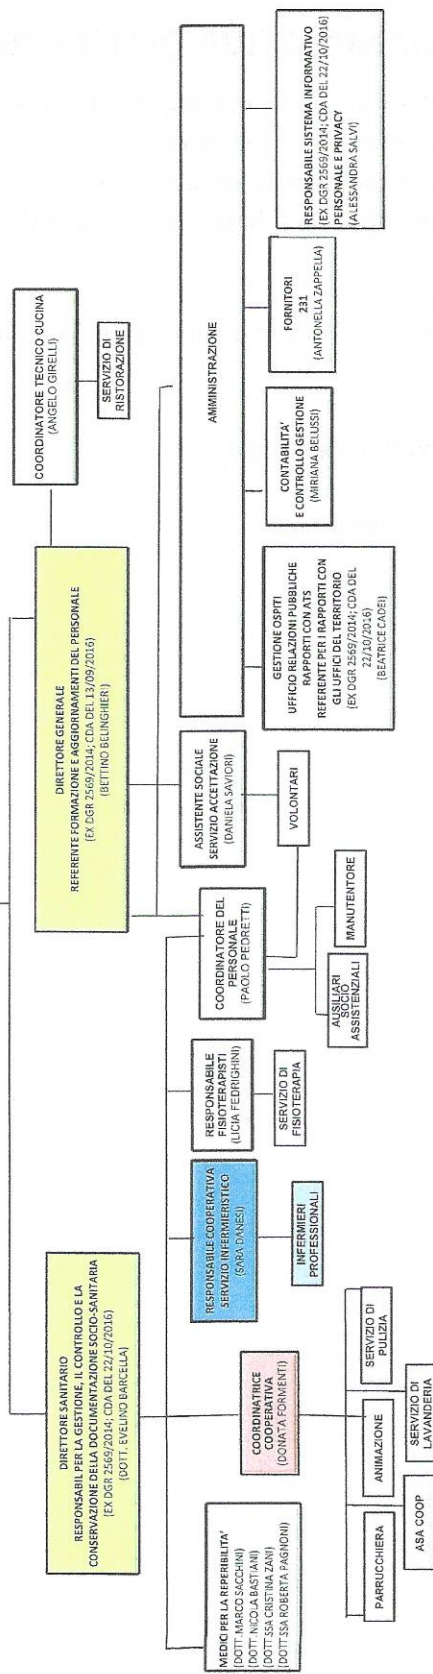 DIRETTORE SANITARIO
RESPONSABIL PER LA GESTIONE, IL CONTROLLO E LA
CONSERVAZIONE DELLA DOCUMENTAZIONE SOCIO-SANITARIA
(EX DGR 2569/2014; CDA DEL 22/10/2016)
(DOTT. EVELINO BARCELLA)
DIRETTORE GENERALE
REFERENTE FORMAZIONE E AGGIORNAMENTI DEL PERSONALE
(EX DGR 2569/2014; CDA DEL 13/09/2016)
(BETTINO BELINGHIERI)
COORDINATORE TECNICO CUCINA
(ANGELO GIRELLI)
SERVIZIO DI
RISTORAZIONE
MEDICI PER LA REPERIBILITA'
(DOTT. MARCO SACCHINI)
(DOTT. NICOLA BASTIANI)
(DOTT.SSA CRISTINA ZANI)
(DOTT.SSA ROBERTA PAGNONI)
COORDINATRICE
COOPERATIVA
(DONATA FORMENTI)
RESPONSABILE COOPERATIVA
SERVIZIO INFERMIERISTICO
(SARA DANESI)
RESPONSABILE
FISIOTERAPISTI
(LICIA FEDRIGHINI)
COORDINATORE DEL
PERSONALE
(PAOLO PEDRETTI)
ASSISTENTE SOCIALE
SERVIZIO ACCETTAZIONE
(DANIELA SAVIORI)
AMMINISTRAZIONE
PARRUCCHIERA
ANIMAZIONE
SERVIZIO DI
PULIZIA
ASA COOP
SERVIZIO DI
LAVANDERIA
INFERMIERI
PROFESSIONALI
SERVIZIO DI
FISIOTERAPIA
AUSILIARI
SOCIO
ASSISTENZIALI
MANUTENTORE
VOLONTARI
GESTIONE OSPITI
UFFICIO RELAZIONI PUBBLICHE
RAPPORTI CON ATS
REFERENTE PER I RAPPORTI CON
GLI UFFICI DEL TERRITORIO
(EX DGR 2569/2014; CDA DEL
22/10/2016)
(BEATRICE CADEI)
CONTABILITA'
E CONTROLLO GESTIONE
(MIRIANA BELUSSI)
FORNITORI
231
(ANTONELLA ZAPPELLA)
RESPONSABILE SISTEMA INFORMATIVO
(EX DGR 2569/2014; CDA DEL 22/10/2016)
PERSONALE E PRIVACY
(ALESSANDRA SALVI)